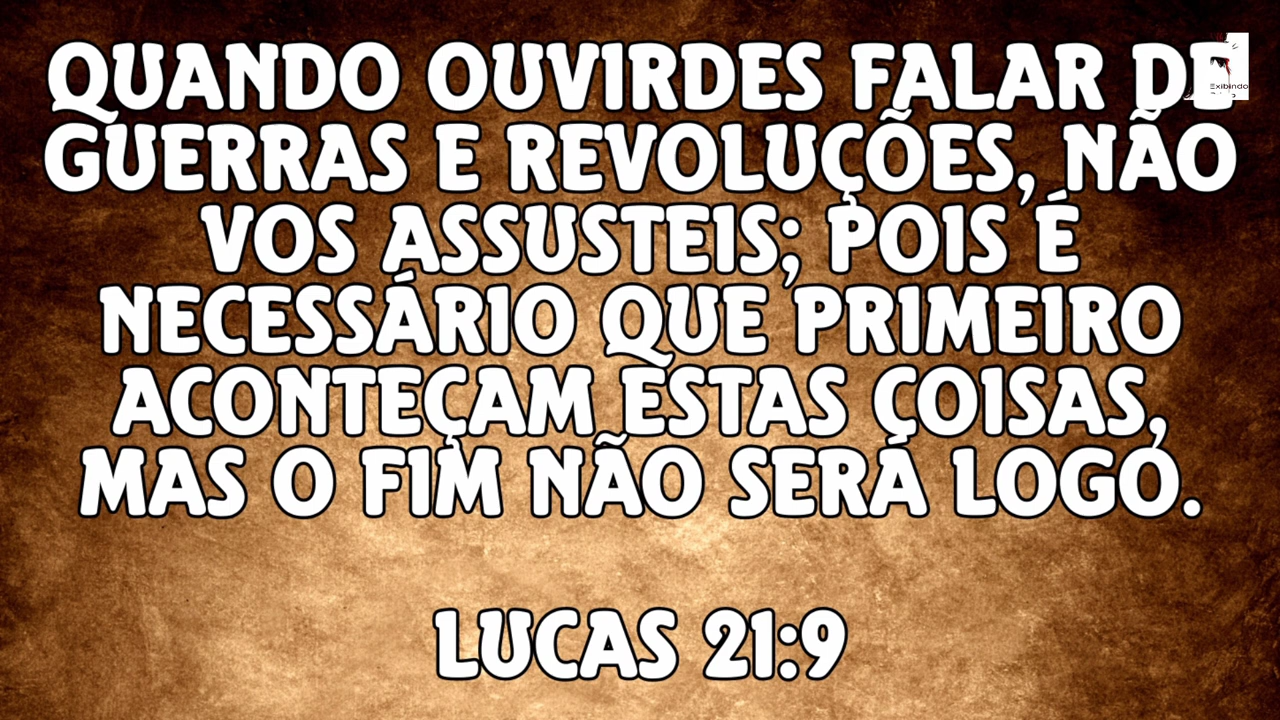 QUANDO OUVIRDES FALAR DE
GUERRAS E REVOLUÇÕES, NÃO
VOS ASSUSTEIS; POIS É
NECESSÁRIO QUE PRIMEIRO
ACONTEÇAM ESTAS COISAS,
MAS O FIM NÃO SERÁ LOGO.
LUCAS 21:9
Exibindo